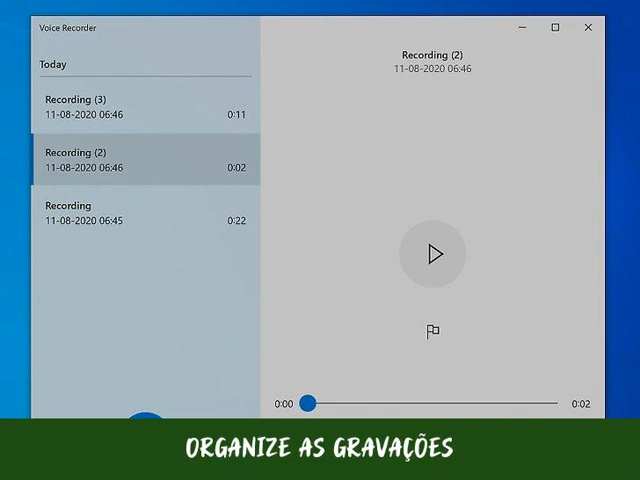 Voice Recorder
Today
Recording (3)
11-08-2020 06:46 0:11
Recording (2)
11-08-2020 06:46 0:02
Recording
11-08-2020 06:45 0:22
Recording (2)
11-08-2020 06:46
0:00 0:02
ORGANIZE AS GRAVAÇÕES